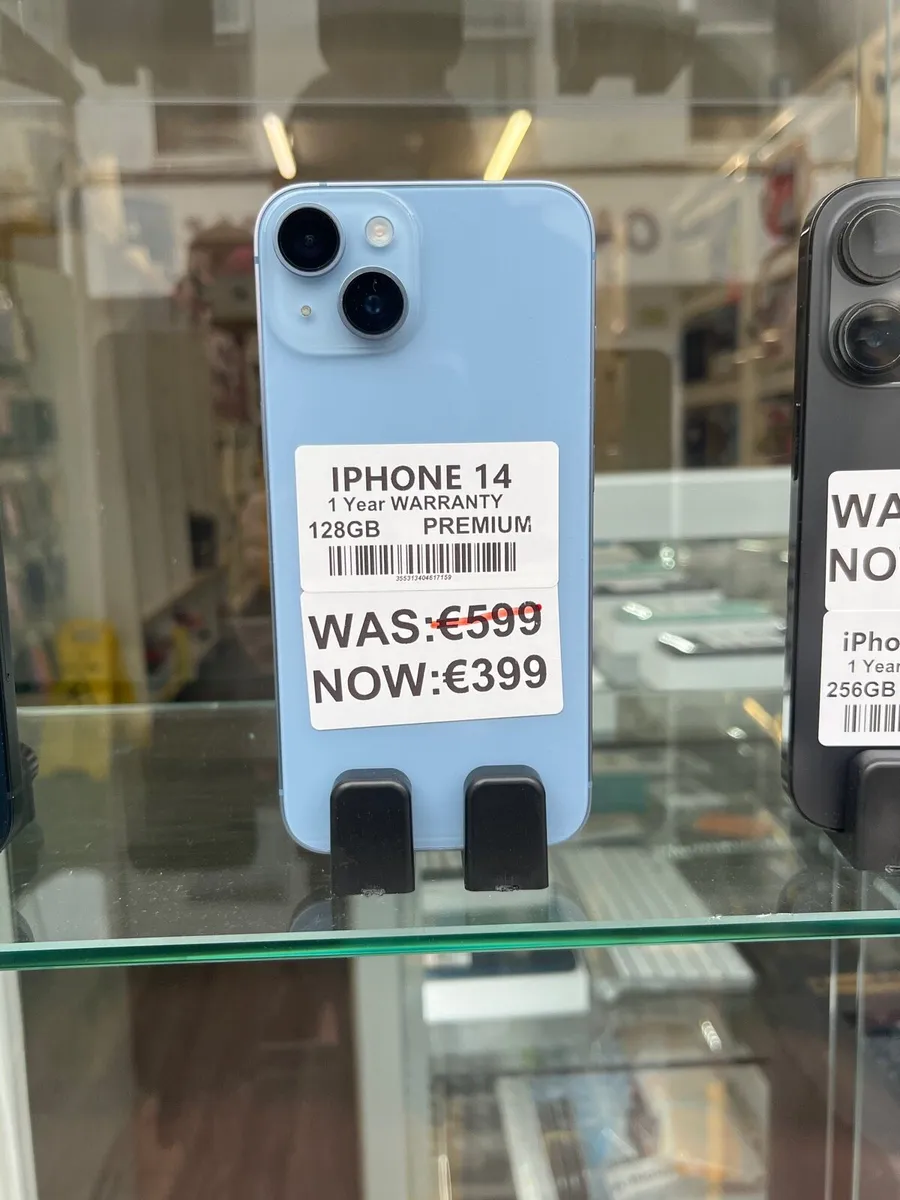 IPHONE 14
1 Year WARRANTY
128GB PREMIUM
355313404617159
WAS:€599
NOW:€399
WA
NO
iPho
1 Year
256GB